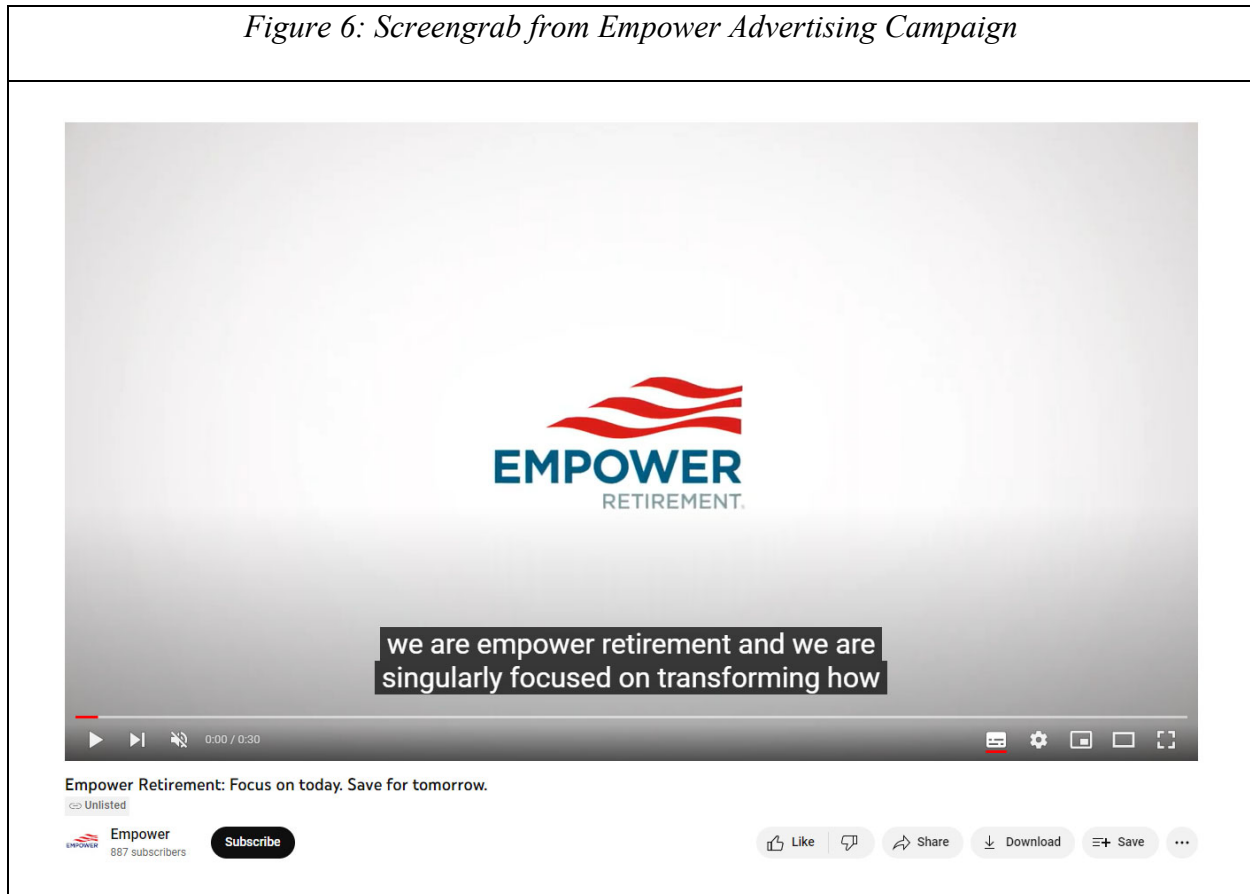 Figure 6: Screengrab from Empower Advertising Campaign
EMPOWER
RETIREMENT
we are empower retirement and we are
singularly focused on transforming how
0:00 / 0:30
Empower Retirement: Focus on today. Save for tomorrow.
Unlisted
EMPOWER
Empower
887 subscribers
Subscribe
Like
Share
Download
Save